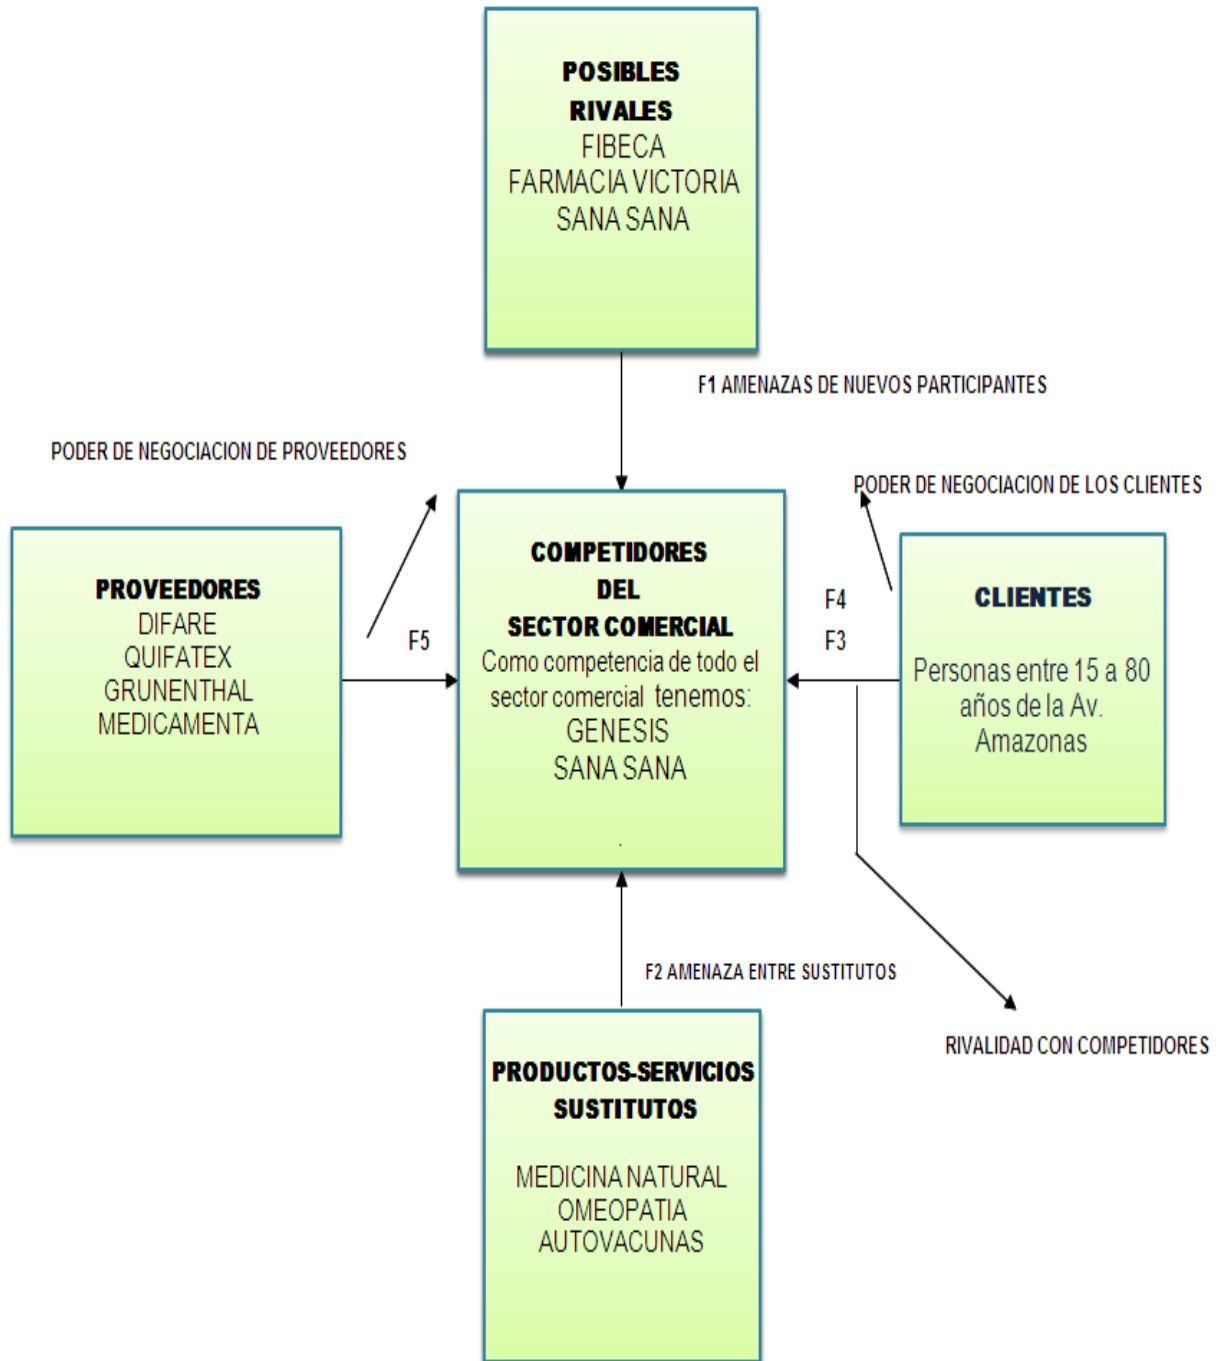 POSIBLES
RIVALES
FIBECA
FARMACIA VICTORIA
SANA SANA
F1 AMENAZAS DE NUEVOS PARTICIPANTES
PODER DE NEGOCIACION DE PROVEEDORES
PODER DE NEGOCIACION DE LOS CLIENTES
PROVEEDORES
DIFARE
QUIFATEX
GRUNENTHAL
MEDICAMENTA
F5
COMPETIDORES
DEL
SECTOR COMERCIAL
Como competencia de todo el
sector comercial tenemos:
GENESIS
SANA SANA
.
F4
F3
CLIENTES
Personas entre 15 a 80
años de la Av.
Amazonas
F2 AMENAZA ENTRE SUSTITUTOS
RIVALIDAD CON COMPETIDORES
PRODUCTOS-SERVICIOS
SUSTITUTOS
MEDICINA NATURAL
OMEOPATIA
AUTOVACUNAS